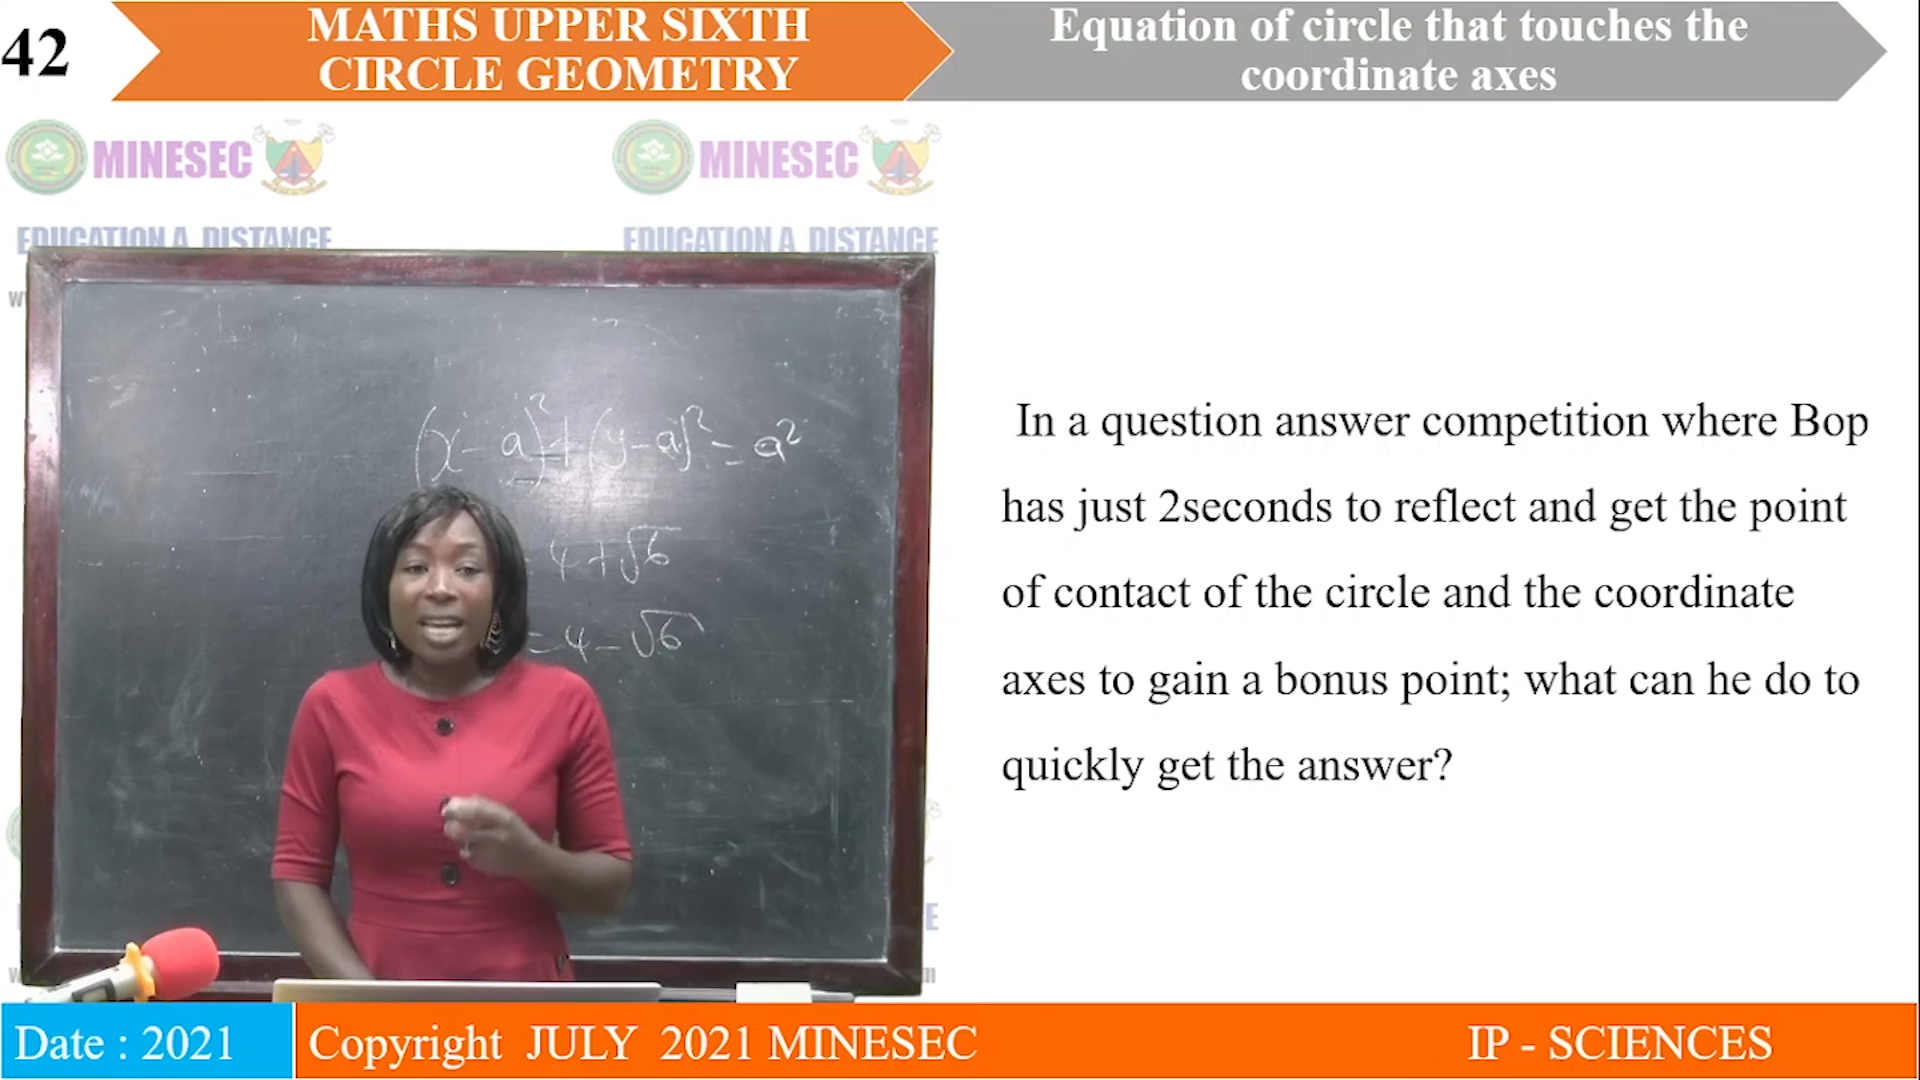 42
MATHS UPPER SIXTH
CIRCLE GEOMETRY
Equation of circle that touches the
coordinate axes
MINESEC
MINESEC
EDUCATION A DISTANCE
EDUCATION A DISTANCE
(x-a)²+(y-a)²=a²
4+√6
=4-√6
In a question answer competition where Bop
has just 2seconds to reflect and get the point
of contact of the circle and the coordinate
axes to gain a bonus point; what can he do to
quickly get the answer?
Date : 2021
Copyright JULY 2021 MINESEC
IP - SCIENCES